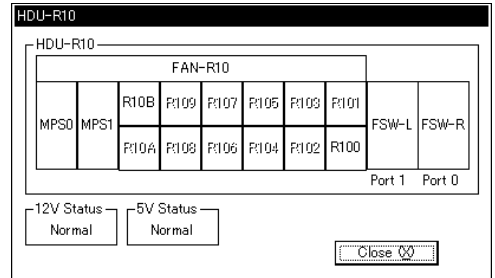 HDU-R10
HDU-R10
FAN-R10
MPS0 MPS1 R10B R109 R107 R105 R103 R101 FSW-L FSW-R
R10A R108 R106 R104 R102 R100
Port 1 Port 0
12V Status 5V Status
Normal Normal
Close (X)